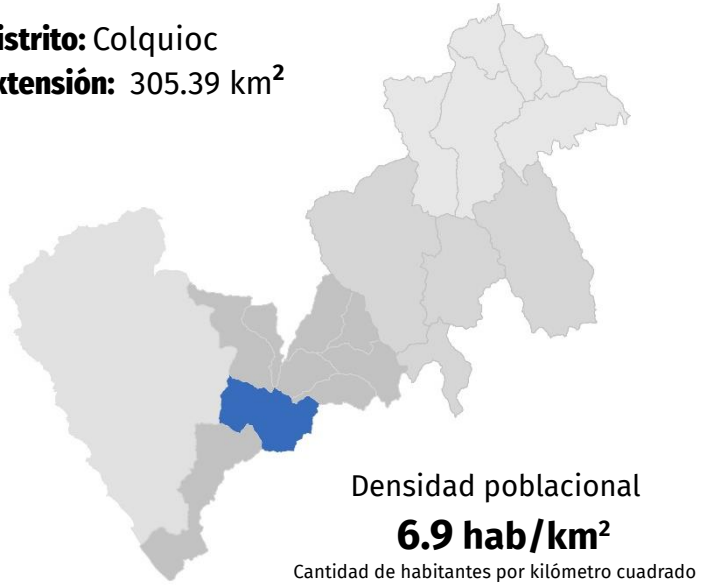 istrito: Colquioc
xtensión: 305.39 km²
Densidad poblacional
6.9 hab/km²
Cantidad de habitantes por kilómetro cuadrado